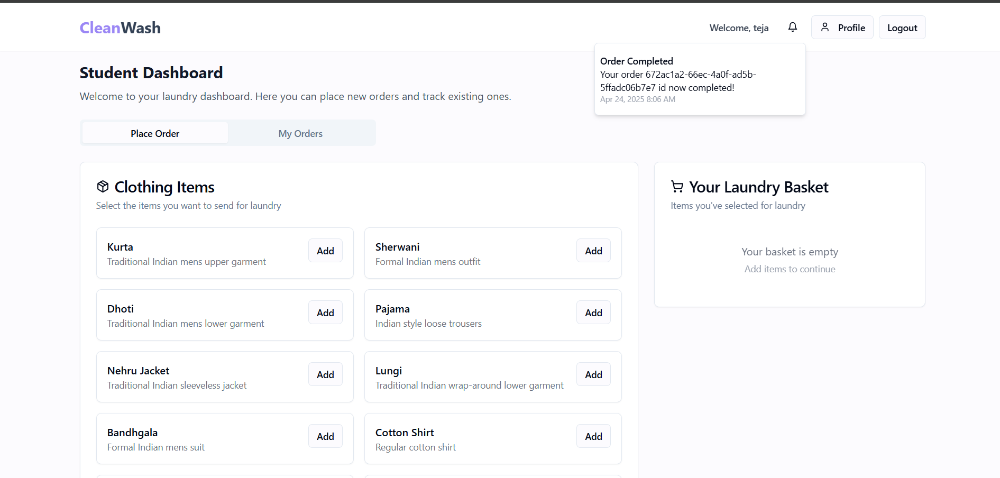 CleanWash
Welcome, teja
Profile
Logout
Order Completed
Your order 672ac1a2-66ec-4a0f-ad5b-
5ffadc06b7e7 id now completed!
Apr 24, 2025 8:06 AM
Student Dashboard
Welcome to your laundry dashboard. Here you can place new orders and track existing ones.
Place Order
My Orders
Clothing Items
Select the items you want to send for laundry
Kurta
Traditional Indian mens upper garment
Add
Sherwani
Formal Indian mens outfit
Add
Dhoti
Traditional Indian mens lower garment
Add
Pajama
Indian style loose trousers
Add
Nehru Jacket
Traditional Indian sleeveless jacket
Add
Lungi
Traditional Indian wrap-around lower garment
Add
Bandhgala
Formal Indian mens suit
Add
Cotton Shirt
Regular cotton shirt
Add
Your Laundry Basket
Items you've selected for laundry
Your basket is empty
Add items to continue